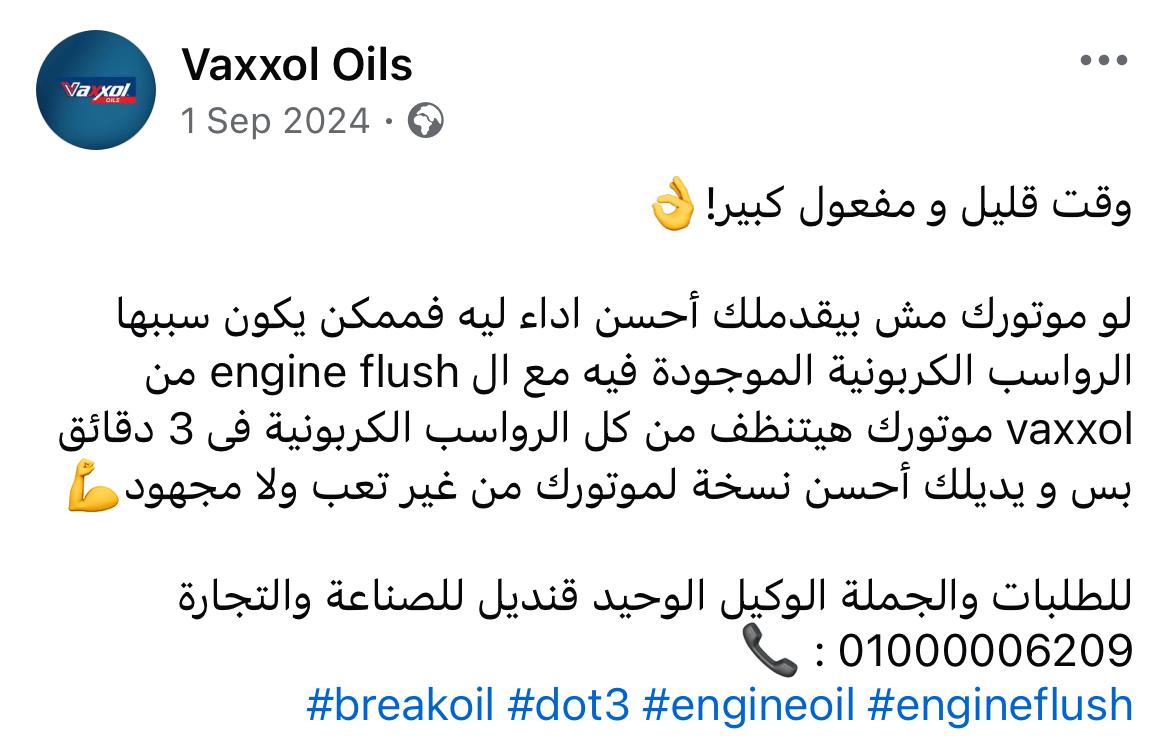 Vaxxol OILS
Vaxxol Oils
1 Sep 2024 ·
وقت قليل و مفعول كبير!👌
لو موتورك مش بيقدملك أحسن اداء ليه فممكن يكون سببها
الرواسب الكربونية الموجودة فيه مع ال engine flush من
vaxxol موتورك هيتنظف من كل الرواسب الكربونية فى 3 دقائق
بس و يديلك أحسن نسخة لموتورك من غير تعب ولا مجهود💪
للطلبات والجملة الوكيل الوحيد قنديل للصناعة والتجارة
01000006209 : 📞
#breakoil #dot3 #engineoil #engineflush